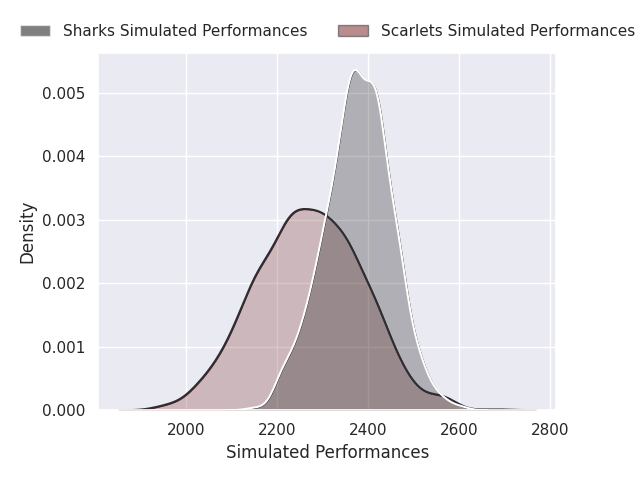 Sharks Simulated Performances Scarlets Simulated Performances
0.005
0.004
0.003
0.002
0.001
0.000
Density
2000 2200 2400 2600 2800
Simulated Performances